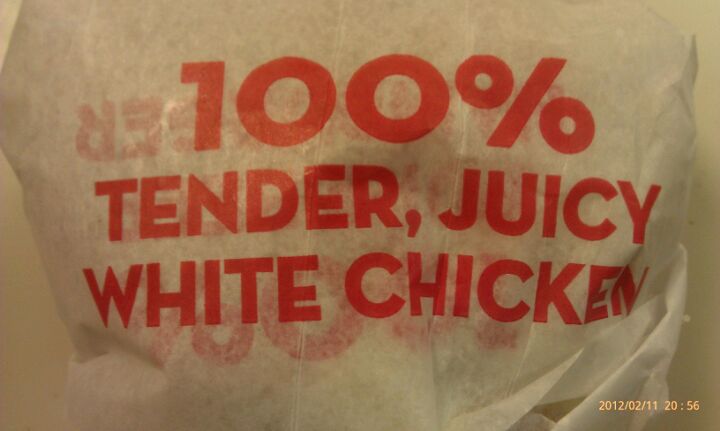 100%
TENDER, JUICY
WHITE CHICKEN
2012/02/11 20:56